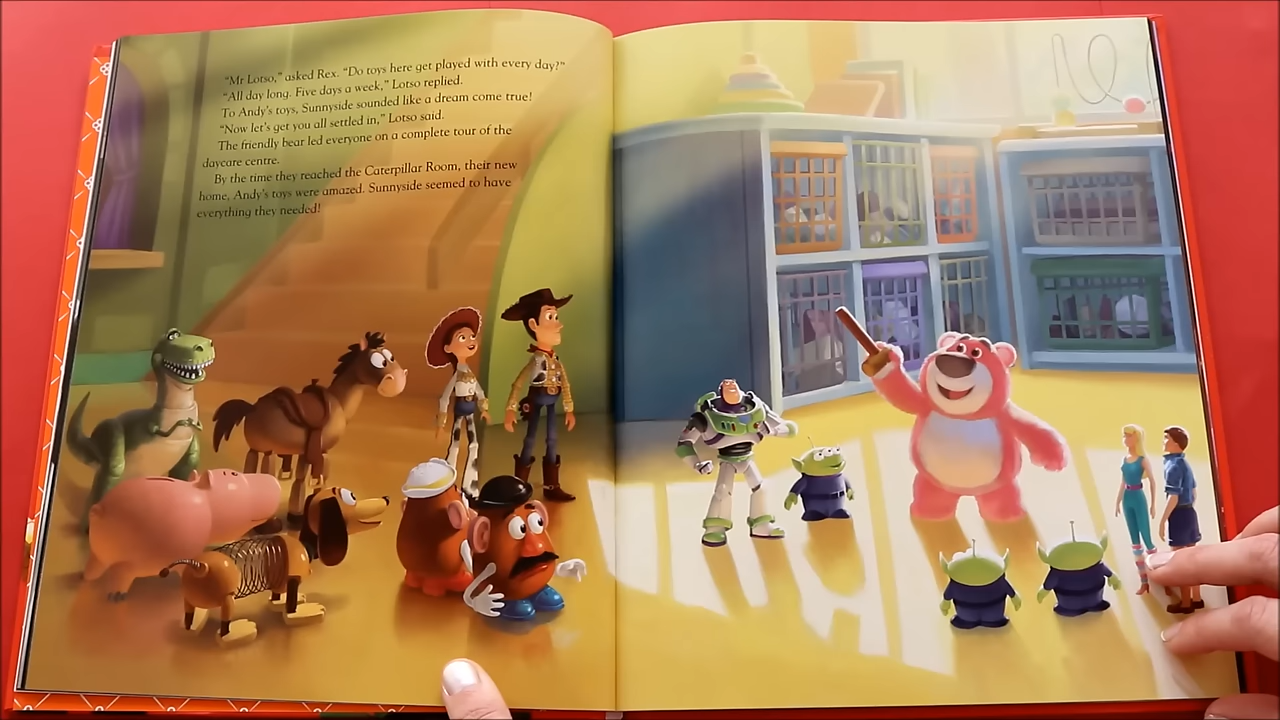 “Mr Lotso,” asked Rex. “Do toys here get played with every day?”
“All day long. Five days a week,” Lotso replied.
To Andy’s toys, Sunnyside sounded like a dream come true!
“Now let’s get you all settled in,” Lotso said.
The friendly bear led everyone on a complete tour of the
daycare centre.
By the time they reached the Caterpillar Room, their new
home, Andy’s toys were amazed. Sunnyside seemed to have
everything they needed!